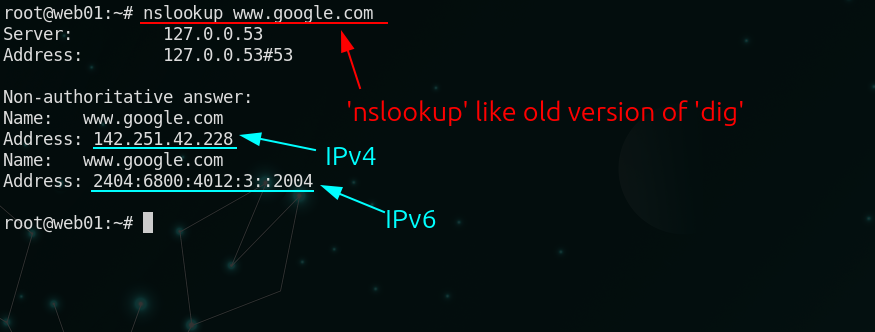 root@web01:~# nslookup www.google.com
Server:         127.0.0.53
Address:        127.0.0.53#53
'nslookup' like old version of 'dig'
Non-authoritative answer:
Name:   www.google.com
Address: 142.251.42.228
IPv4
Name:   www.google.com
Address: 2404:6800:4012:3::2004
IPv6
root@web01:~#